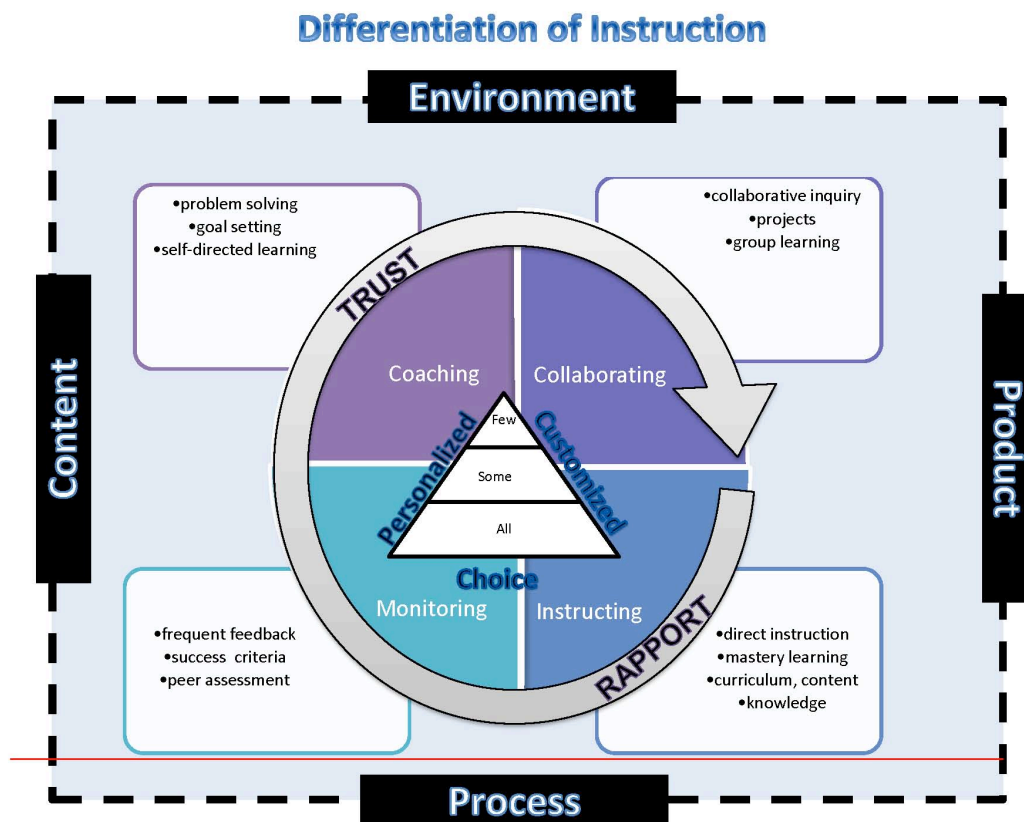 Differentiation of Instruction
Environment
•problem solving
•goal setting
•self-directed learning
•collaborative inquiry
•projects
•group learning
TRUST
Coaching
Collaborating
Content
Product
Personalized
Customized
Few
Some
All
Choice
Monitoring
Instructing
RAPPORT
•frequent feedback
•success criteria
•peer assessment
•direct instruction
•mastery learning
•curriculum, content
•knowledge
Process